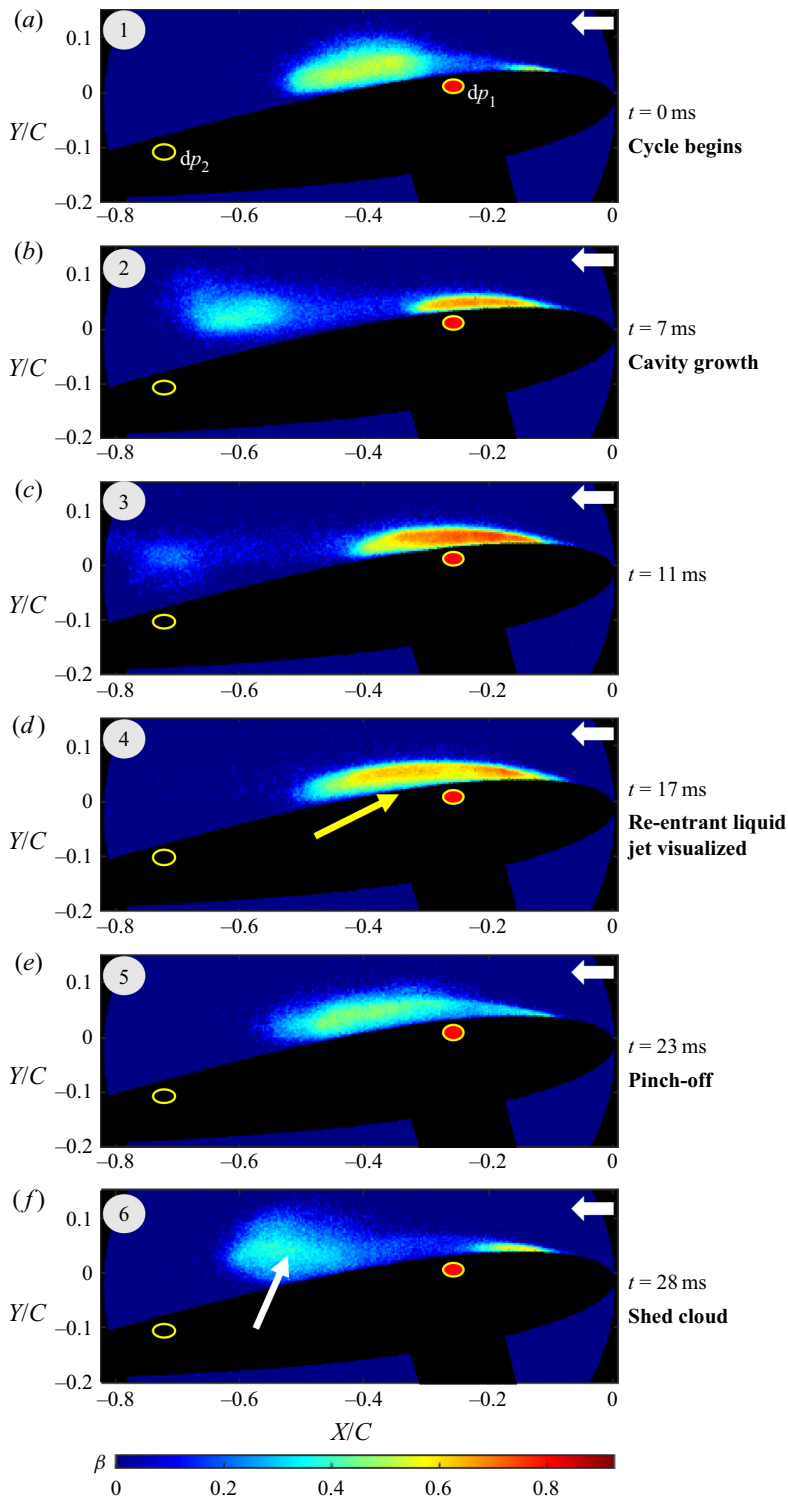 (a)
1
0.1
0
Y/C
–0.1
–0.2
dp1
dp2
t = 0 ms
Cycle begins
–0.8 –0.6 –0.4 –0.2 0
(b)
2
0.1
0
Y/C
–0.1
–0.2
t = 7 ms
Cavity growth
–0.8 –0.6 –0.4 –0.2 0
(c)
3
0.1
0
Y/C
–0.1
–0.2
t = 11 ms
–0.8 –0.6 –0.4 –0.2 0
(d)
4
0.1
0
Y/C
–0.1
–0.2
t = 17 ms
Re-entrant liquid
jet visualized
–0.8 –0.6 –0.4 –0.2 0
(e)
5
0.1
0
Y/C
–0.1
–0.2
t = 23 ms
Pinch-off
–0.8 –0.6 –0.4 –0.2 0
(f)
6
0.1
0
Y/C
–0.1
–0.2
t = 28 ms
Shed cloud
–0.8 –0.6 –0.4 –0.2 0
X/C
β
0 0.2 0.4 0.6 0.8